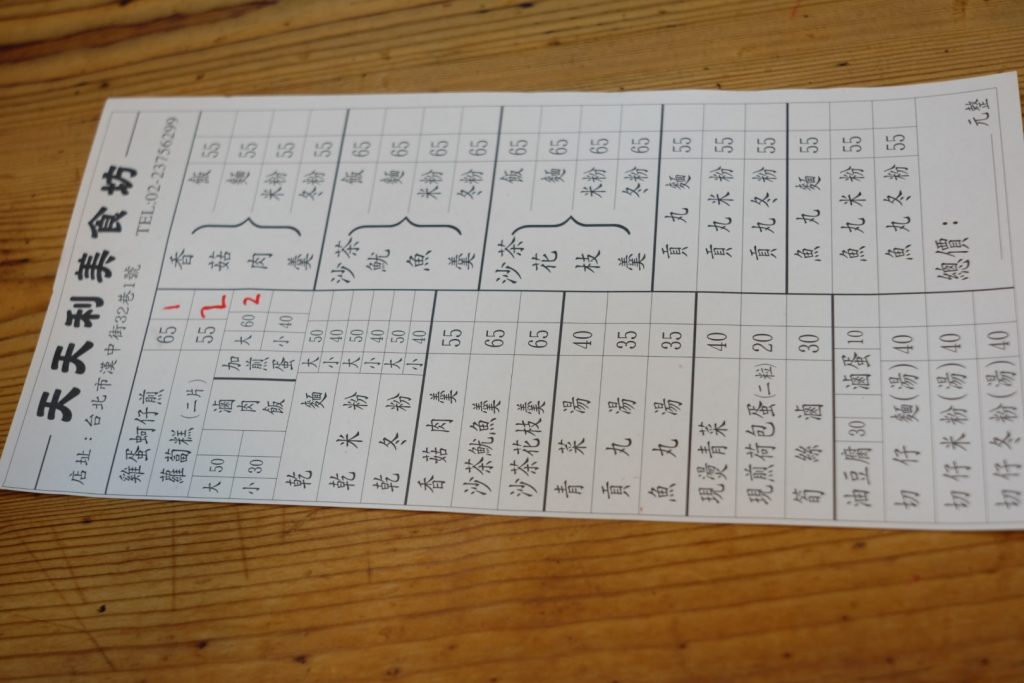 天天利美食坊
店址：台北市漢中街32巷1號 TEL:02-23756299
雞蛋蚵仔煎 65 1
蘿蔔糕(二片) 55 2
大 50 滷肉飯 加煎蛋 大 60 2
小 30 小 40
乾麵 大 50
小 40
乾米粉 大 50
小 40
乾冬粉 大 50
小 40
香菇肉羹 55
沙茶魷魚羹 65
沙茶花枝羹 65
青菜湯 40
貢丸湯 35
魚丸湯 35
現燙青菜 40
現煎荷包蛋(二粒) 20
筍絲滷 30
油豆腐 30 滷蛋 10
切仔麵(湯) 40
切仔米粉(湯) 40
切仔冬粉(湯) 40
香菇肉羹 飯 55
麵 55
米粉 55
冬粉 55
沙茶魷魚羹 飯 65
麵 65
米粉 65
冬粉 65
沙茶花枝羹 飯 65
麵 65
米粉 65
冬粉 65
貢丸麵 55
貢丸米粉 55
貢丸冬粉 55
魚丸麵 55
魚丸米粉 55
魚丸冬粉 55
總價：
元整